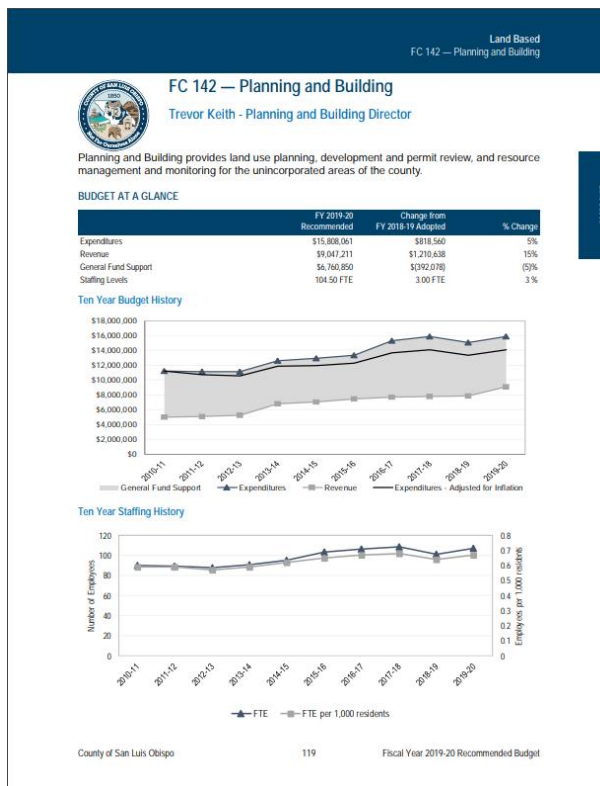 Land Based
FC 142 — Planning and Building
FC 142 — Planning and Building
Trevor Keith - Planning and Building Director
COUNTY OF SAN LUIS OBISPO
1850
Not For Ourselves Alone
Planning and Building provides land use planning, development and permit review, and resource
management and monitoring for the unincorporated areas of the county.
BUDGET AT A GLANCE
FY 2019-20 Recommended Change from FY 2018-19 Adopted % Change
Expenditures $15,808,061 $818,560 5%
Revenue $9,047,211 $1,210,638 15%
General Fund Support $6,760,850 $(392,078) (5)%
Staffing Levels 104.50 FTE 3.00 FTE 3 %
Ten Year Budget History
$18,000,000
$16,000,000
$14,000,000
$12,000,000
$10,000,000
$8,000,000
$6,000,000
$4,000,000
$2,000,000
$0
2010-11 2011-12 2012-13 2013-14 2014-15 2015-16 2016-17 2017-18 2018-19 2019-20
General Fund Support Expenditures Revenue Expenditures - Adjusted for Inflation
Ten Year Staffing History
Number of Employees
120
100
80
60
40
20
0
0.8
0.7
0.6
0.5
0.4
0.3
0.2
0.1
0
Employees per 1,000 residents
2010-11 2011-12 2012-13 2013-14 2014-15 2015-16 2016-17 2017-18 2018-19 2019-20
FTE FTE per 1,000 residents
County of San Luis Obispo 119 Fiscal Year 2019-20 Recommended Budget